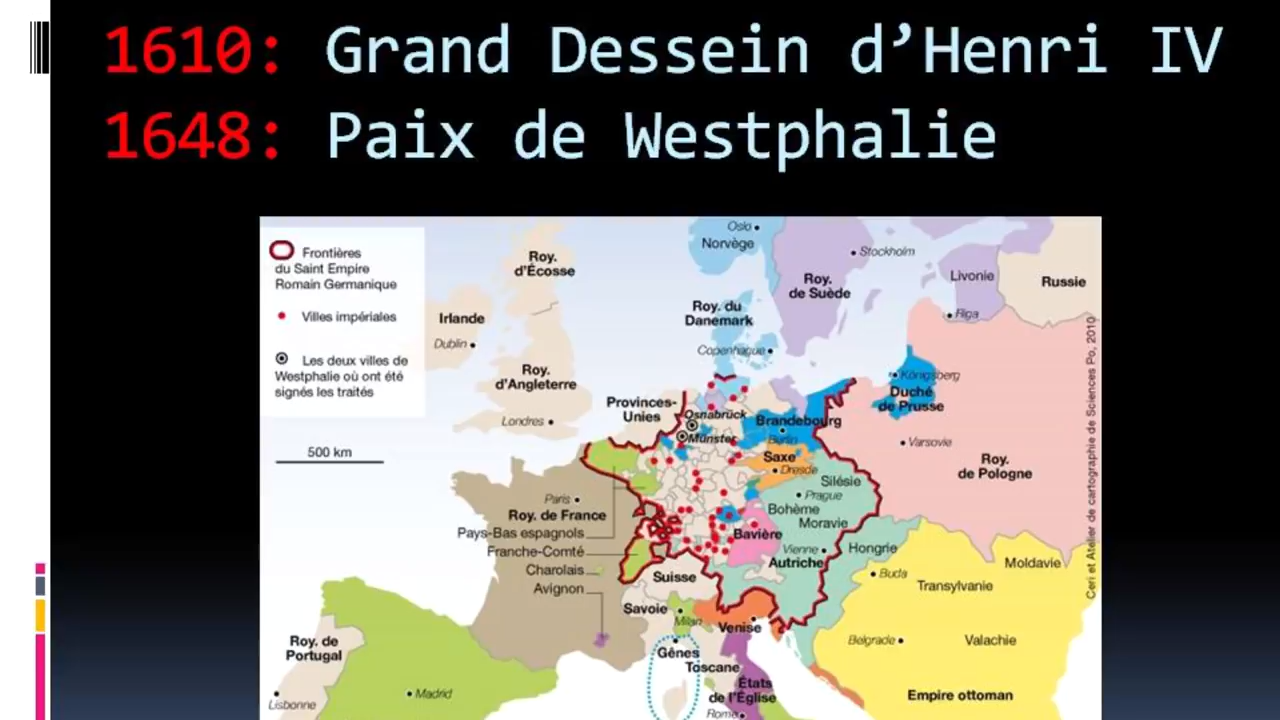 1610: Grand Dessein d’Henri IV
1648: Paix de Westphalie
Frontières
du Saint Empire
Romain Germanique
Villes impériales
Les deux villes de
Westphalie où ont été
signés les traités
500 km
Roy.
d'Écosse
Irlande
Dublin
Roy.
d'Angleterre
Londres
Oslo
Norvège
Stockholm
Roy.
de Suède
Livonie
Russie
Riga
Roy. du
Danemark
Copenhague
Königsberg
Duché
de Prusse
Provinces-
Unies
Osnabrück
Münster
Brandebourg
Berlin
Varsovie
Roy.
de Pologne
Saxe
Dresde
Silésie
Prague
Bohème
Moravie
Paris
Roy. de France
Pays-Bas espagnols
Franche-Comté
Charolais
Avignon
Bavière
Vienne
Autriche
Hongrie
Buda
Moldavie
Transylvanie
Suisse
Savoie
Milan
Venise
Belgrade
Valachie
Roy. de
Portugal
Gênes
Toscane
États
de l'Église
Rome
Empire ottoman
Madrid
Lisbonne
Ceri et Atelier de cartographie de Sciences Po, 2010